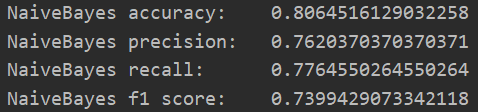 NaiveBayes accuracy: 0.8064516129032258
NaiveBayes precision: 0.7620370370370371
NaiveBayes recall: 0.7764550264550264
NaiveBayes f1 score: 0.7399429073342118